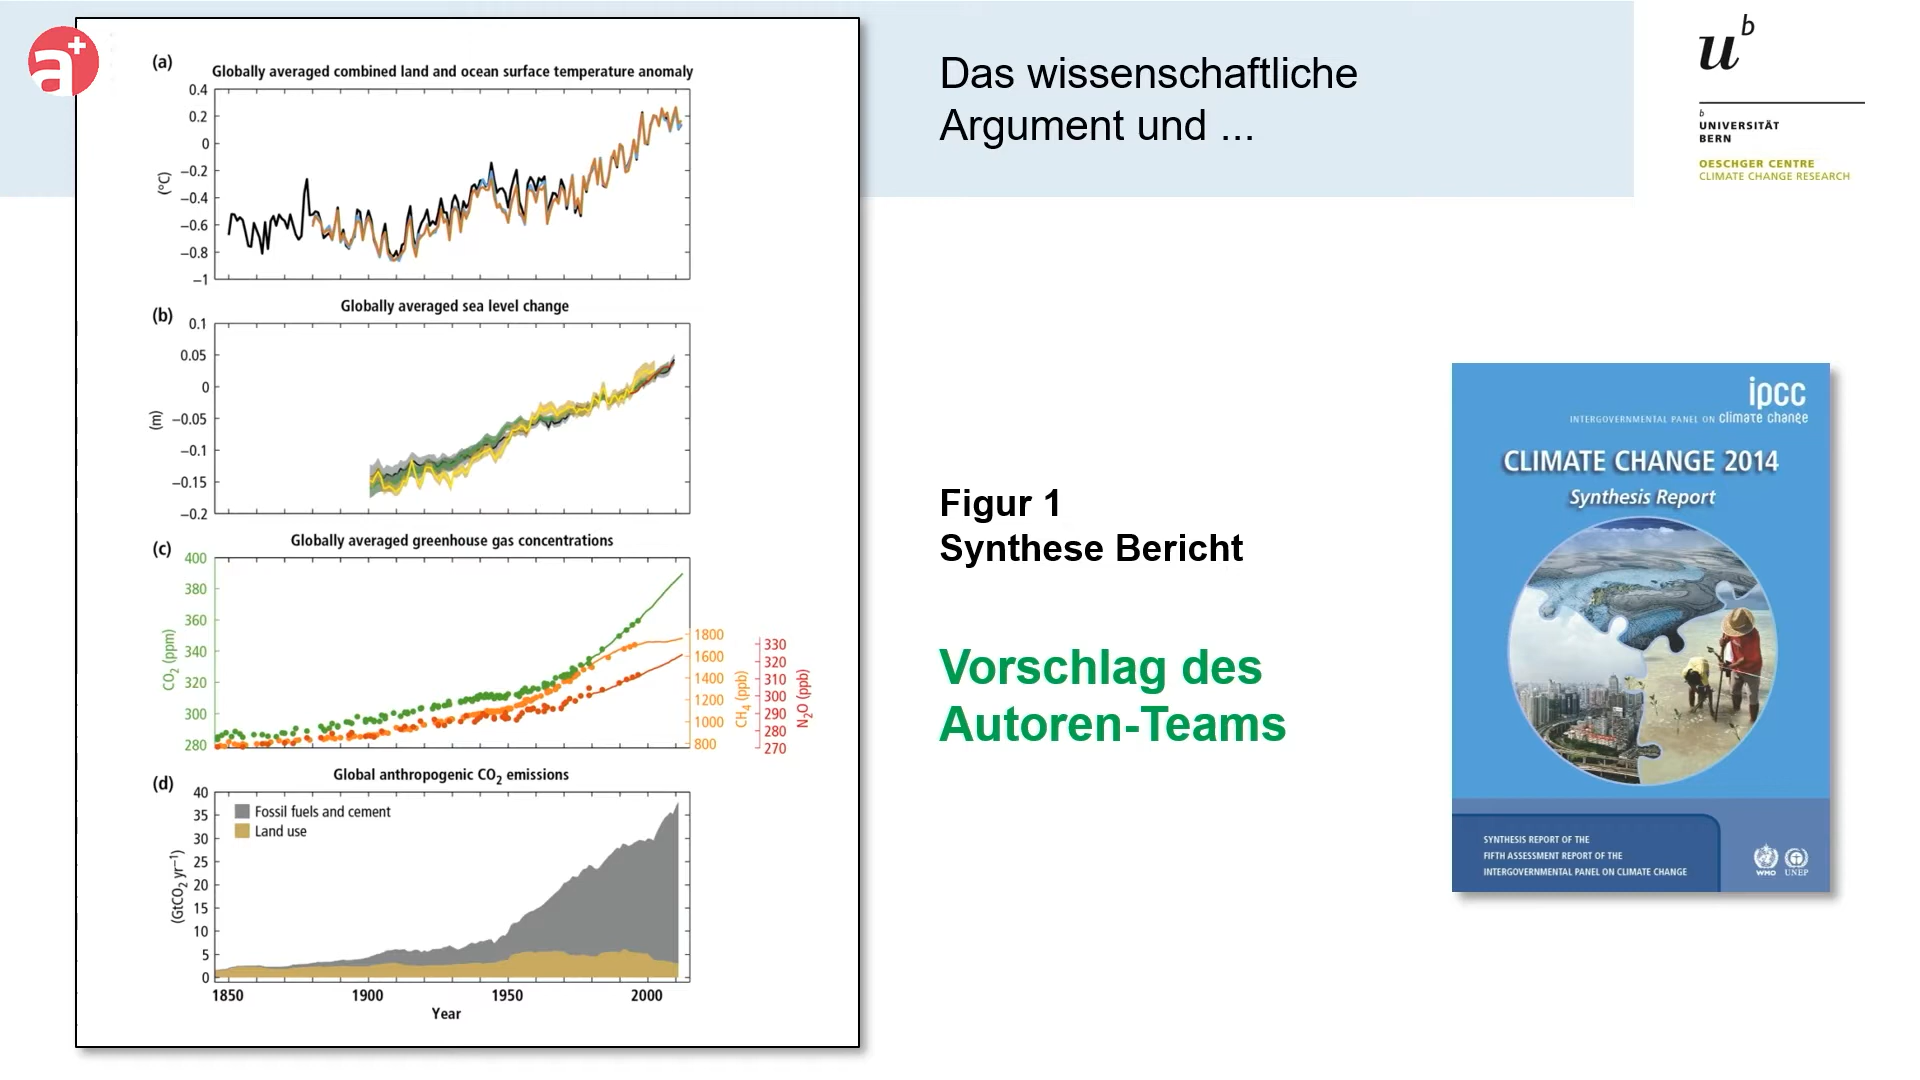 a+
Das wissenschaftliche
Argument und ...
u
b
b
UNIVERSITÄT
BERN
OESCHGER CENTRE
CLIMATE CHANGE RESEARCH
(a)
Globally averaged combined land and ocean surface temperature anomaly
0.4
0.2
0
−0.2
−0.4
−0.6
−0.8
−1
(°C)
(b)
Globally averaged sea level change
0.1
0.05
0
−0.05
−0.1
−0.15
−0.2
(m)
(c)
Globally averaged greenhouse gas concentrations
400
380
360
340
320
300
280
CO₂ (ppm)
1800
1600
1400
1200
1000
800
CH₄ (ppb)
330
320
310
300
290
280
270
N₂O (ppb)
(d)
Global anthropogenic CO₂ emissions
40
35
30
25
20
15
10
5
0
(GtCO₂ yr⁻¹)
Fossil fuels and cement
Land use
1850 1900 1950 2000
Year
Figur 1
Synthese Bericht
Vorschlag des
Autoren-Teams
ipcc
INTERGOVERNMENTAL PANEL ON climate change
CLIMATE CHANGE 2014
Synthesis Report
SYNTHESIS REPORT OF THE
FIFTH ASSESSMENT REPORT OF THE
INTERGOVERNMENTAL PANEL ON CLIMATE CHANGE
WMO UNEP